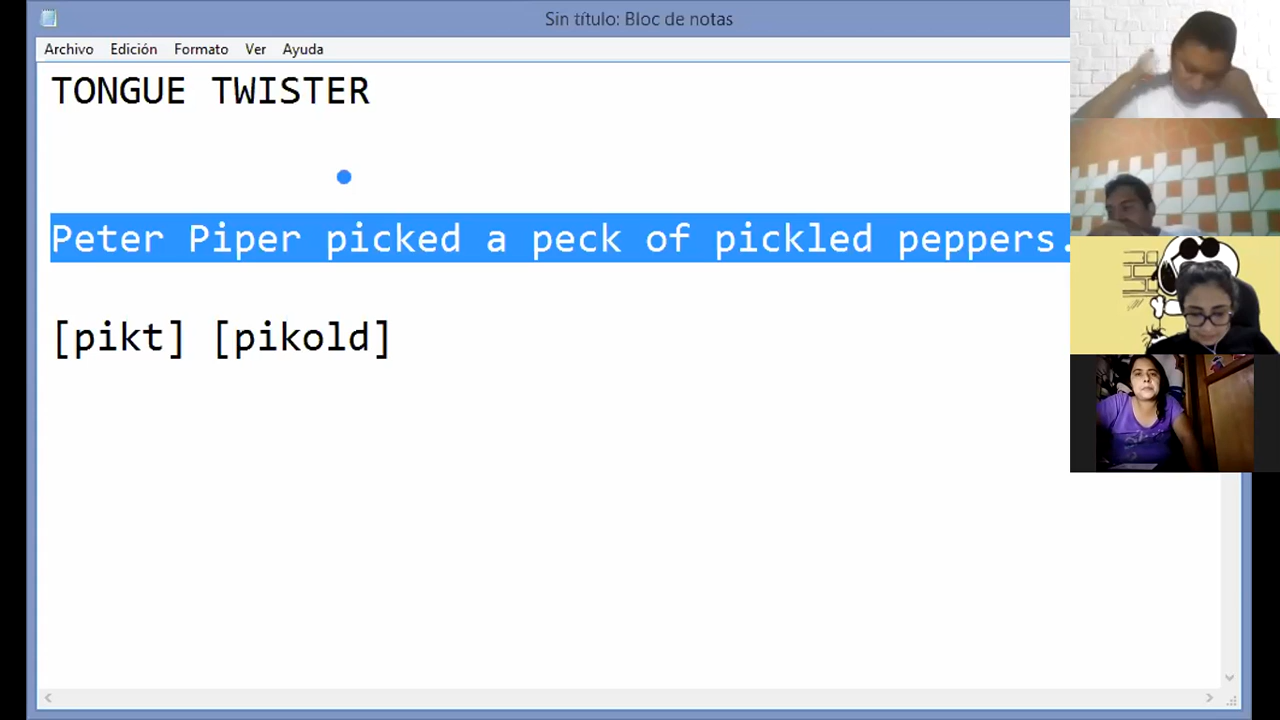 Sin título: Bloc de notas
Archivo Edición Formato Ver Ayuda
TONGUE TWISTER
Peter Piper picked a peck of pickled peppers.
[pikt] [pikold]